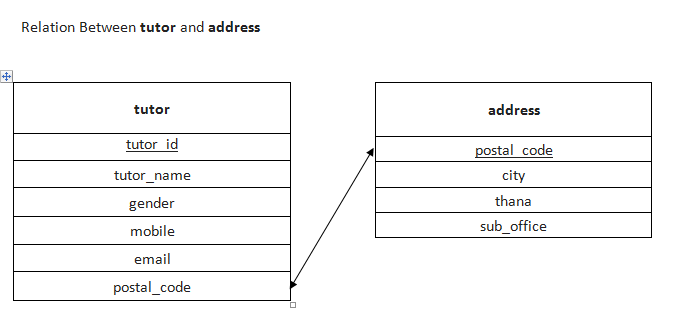 Relation Between tutor and address
tutor
tutor_id
tutor_name
gender
mobile
email
postal_code
address
postal_code
city
thana
sub_office